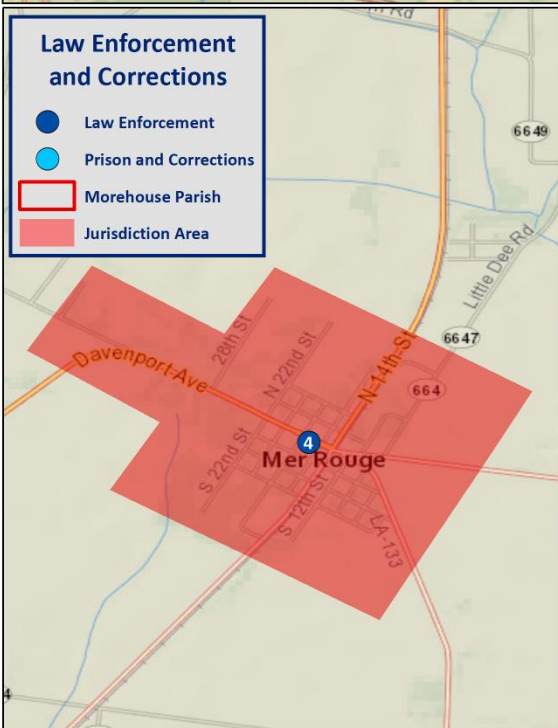 Rd
Law Enforcement
and Corrections
Law Enforcement
Prison and Corrections
Morehouse Parish
Jurisdiction Area
6649
Little Dee Rd
6647
664
N 14th St
28th St
N 22nd St
Davenport Ave
4
Mer Rouge
S 22nd St
S 12th St
LA-133
4